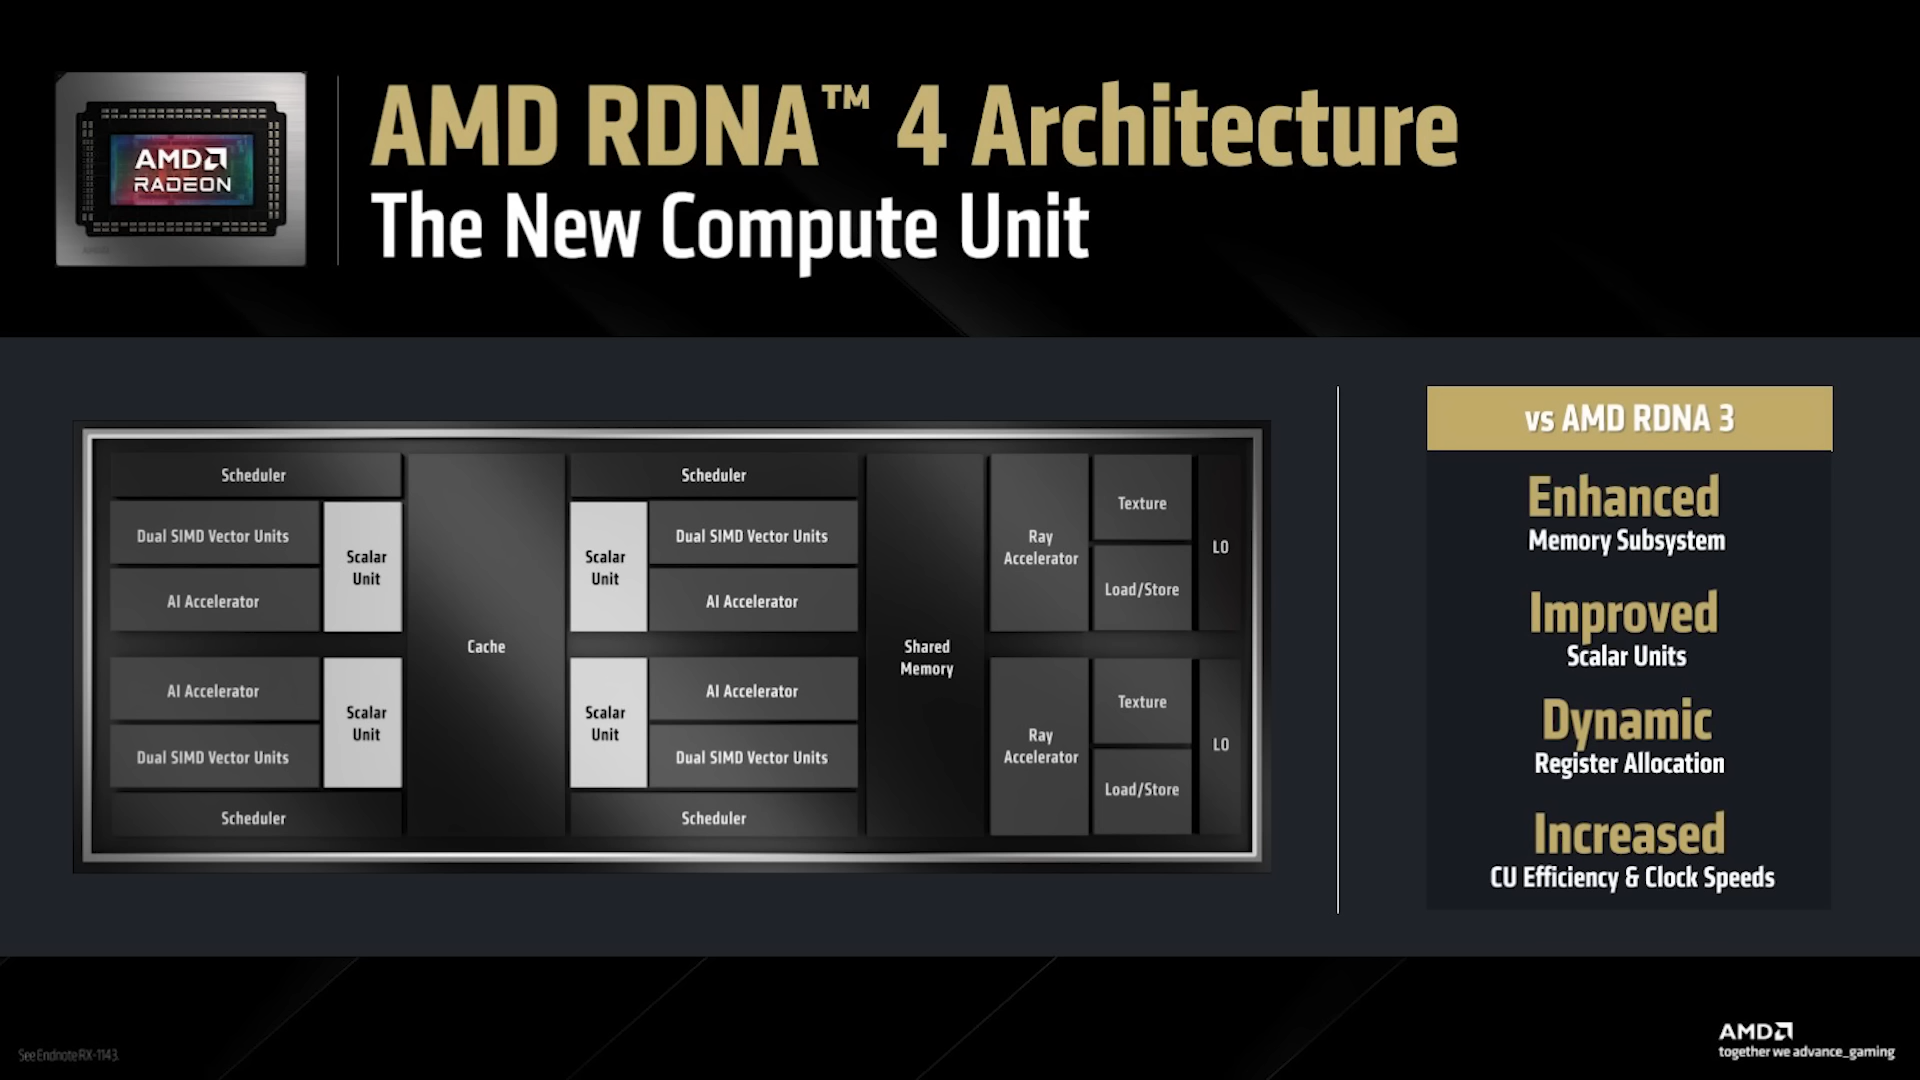 AMD
RADEON
AMD RDNA™ 4 Architecture
The New Compute Unit
Scheduler
Dual SIMD Vector Units
AI Accelerator
Scalar
Unit
AI Accelerator
Dual SIMD Vector Units
Scalar
Unit
Scheduler
Cache
Scheduler
Scalar
Unit
Dual SIMD Vector Units
AI Accelerator
Scalar
Unit
AI Accelerator
Dual SIMD Vector Units
Scheduler
Shared
Memory
Ray
Accelerator
Texture
Load/Store
L0
Ray
Accelerator
Texture
Load/Store
L0
vs AMD RDNA 3
Enhanced
Memory Subsystem
Improved
Scalar Units
Dynamic
Register Allocation
Increased
CU Efficiency & Clock Speeds
See Endnote RX-1143.
AMD
together we advance_gaming